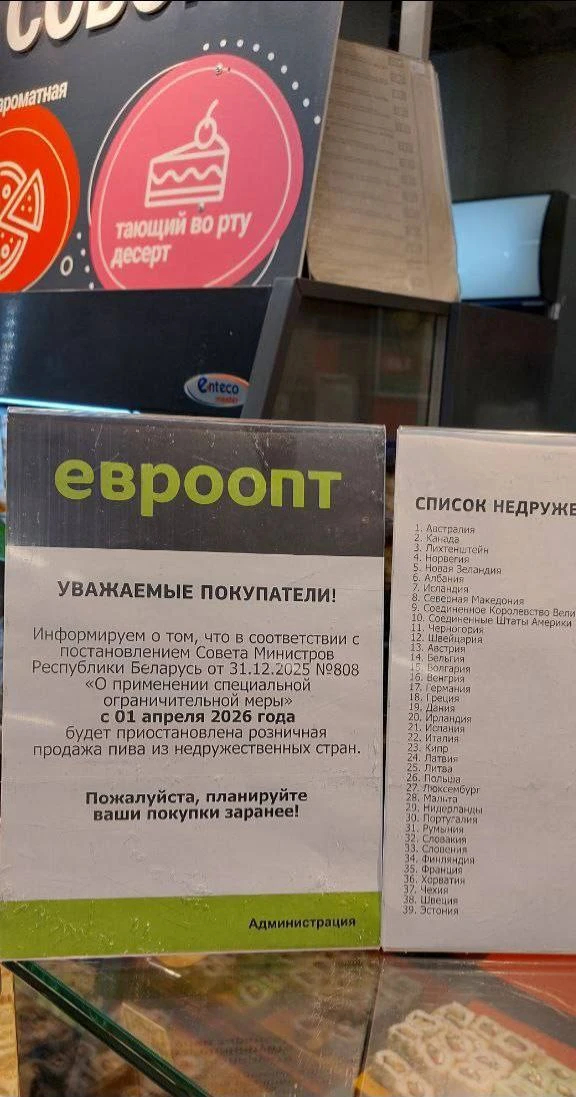 СОВО
ароматная
тающий во рту
десерт
enteco
master
евроопт
УВАЖАЕМЫЕ ПОКУПАТЕЛИ!
Информируем о том, что в соответствии с
постановлением Совета Министров
Республики Беларусь от 31.12.2025 №808
«О применении специальной
ограничительной меры»
с 01 апреля 2026 года
будет приостановлена розничная
продажа пива из недружественных стран.
Пожалуйста, планируйте
ваши покупки заранее!
Администрация
СПИСОК НЕДРУЖЕ
1. Австралия
2. Канада
3. Лихтенштейн
4. Норвегия
5. Новая Зеландия
6. Албания
7. Исландия
8. Северная Македония
9. Соединенное Королевство Вели
10. Соединенные Штаты Америки
11. Черногория
12. Швейцария
13. Австрия
14. Бельгия
15. Болгария
16. Венгрия
17. Германия
18. Греция
19. Дания
20. Ирландия
21. Испания
22. Италия
23. Кипр
24. Латвия
25. Литва
26. Польша
27. Люксембург
28. Мальта
29. Нидерланды
30. Португалия
31. Румыния
32. Словакия
33. Словения
34. Финляндия
35. Франция
36. Хорватия
37. Чехия
38. Швеция
39. Эстония